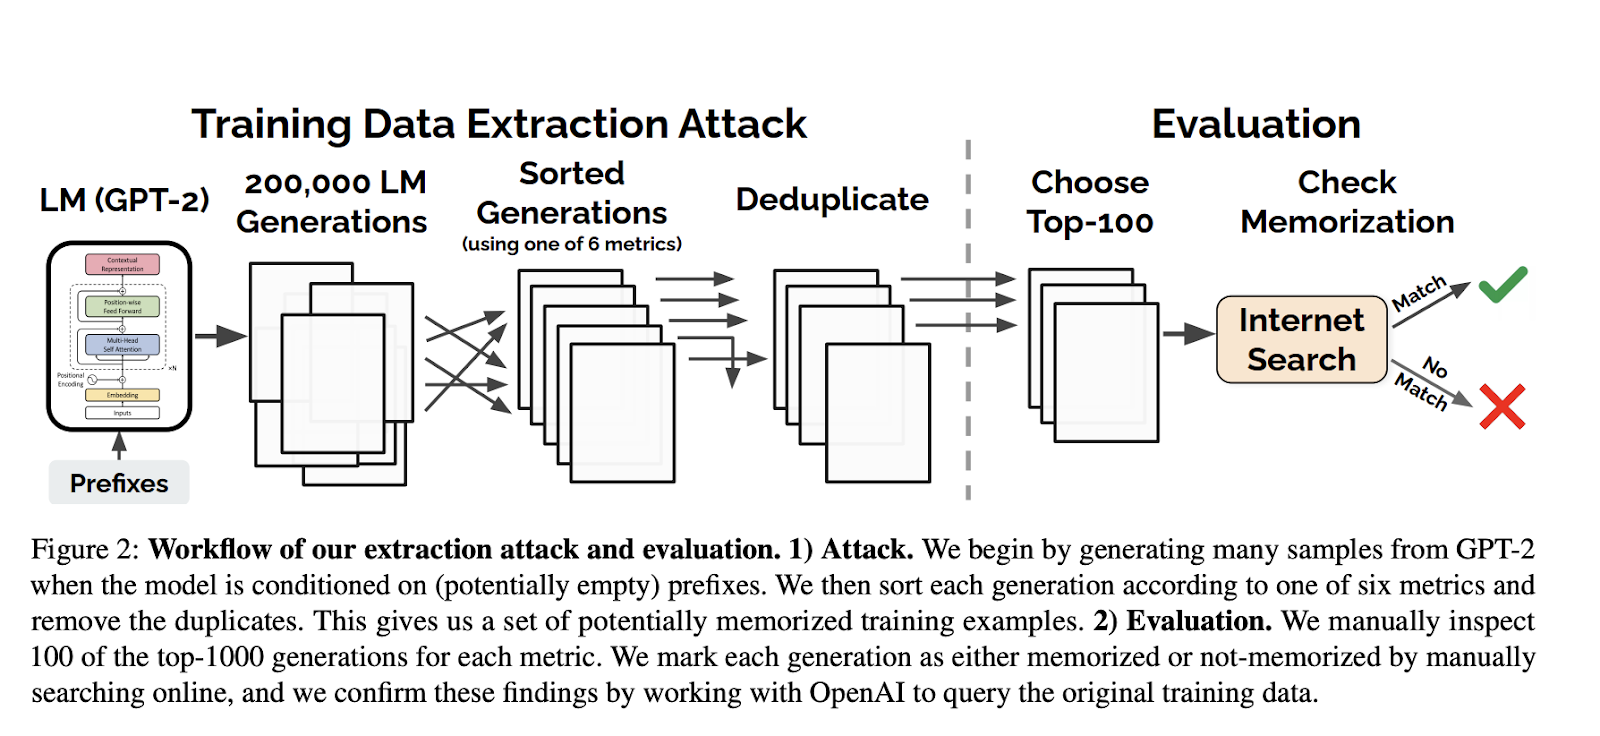 Training Data Extraction Attack
Evaluation
LM (GPT-2)
200,000 LM
Generations
Sorted
Generations
(using one of 6 metrics)
Deduplicate
Choose
Top-100
Check
Memorization
Contextual
Representation
Position-wise
Feed Forward
Multi-Head
Self Attention
×N
Positional
Encoding
Embedding
Inputs
Prefixes
Internet
Search
Match
No
Match
Figure 2: Workflow of our extraction attack and evaluation. 1) Attack. We begin by generating many samples from GPT-2
when the model is conditioned on (potentially empty) prefixes. We then sort each generation according to one of six metrics and
remove the duplicates. This gives us a set of potentially memorized training examples. 2) Evaluation. We manually inspect
100 of the top-1000 generations for each metric. We mark each generation as either memorized or not-memorized by manually
searching online, and we confirm these findings by working with OpenAI to query the original training data.